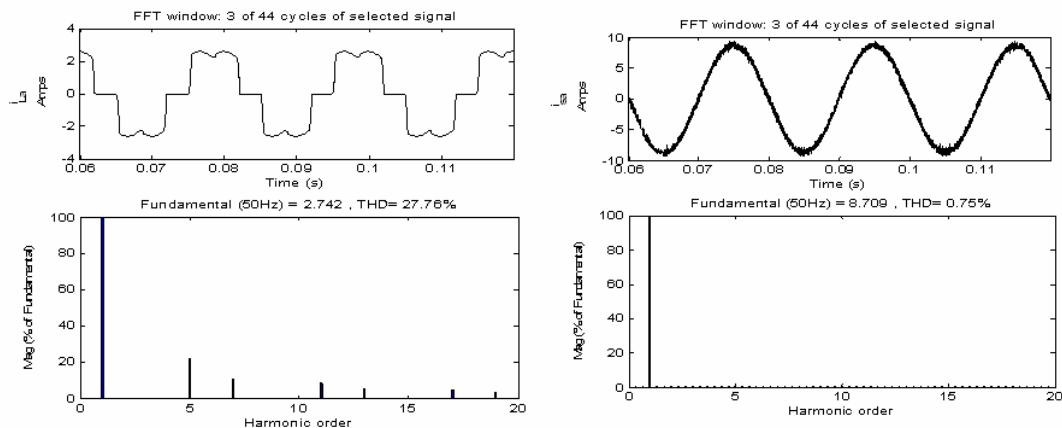 FFT window: 3 of 44 cycles of selected signal
4
2
0
-2
-4
iLa
Amps
0.06 0.07 0.08 0.09 0.1 0.11
Time (s)
Fundamental (50Hz) = 2.742 , THD= 27.76%
100
80
60
40
20
0
Mag (% of Fundamental)
0 5 10 15 20
Harmonic order
FFT window: 3 of 44 cycles of selected signal
10
5
0
-5
-10
isa
Amps
0.06 0.07 0.08 0.09 0.1 0.11
Time (s)
Fundamental (50Hz) = 8.709 , THD= 0.75%
100
80
60
40
20
0
Mag (% of Fundamental)
0 5 10 15 20
Harmonic order